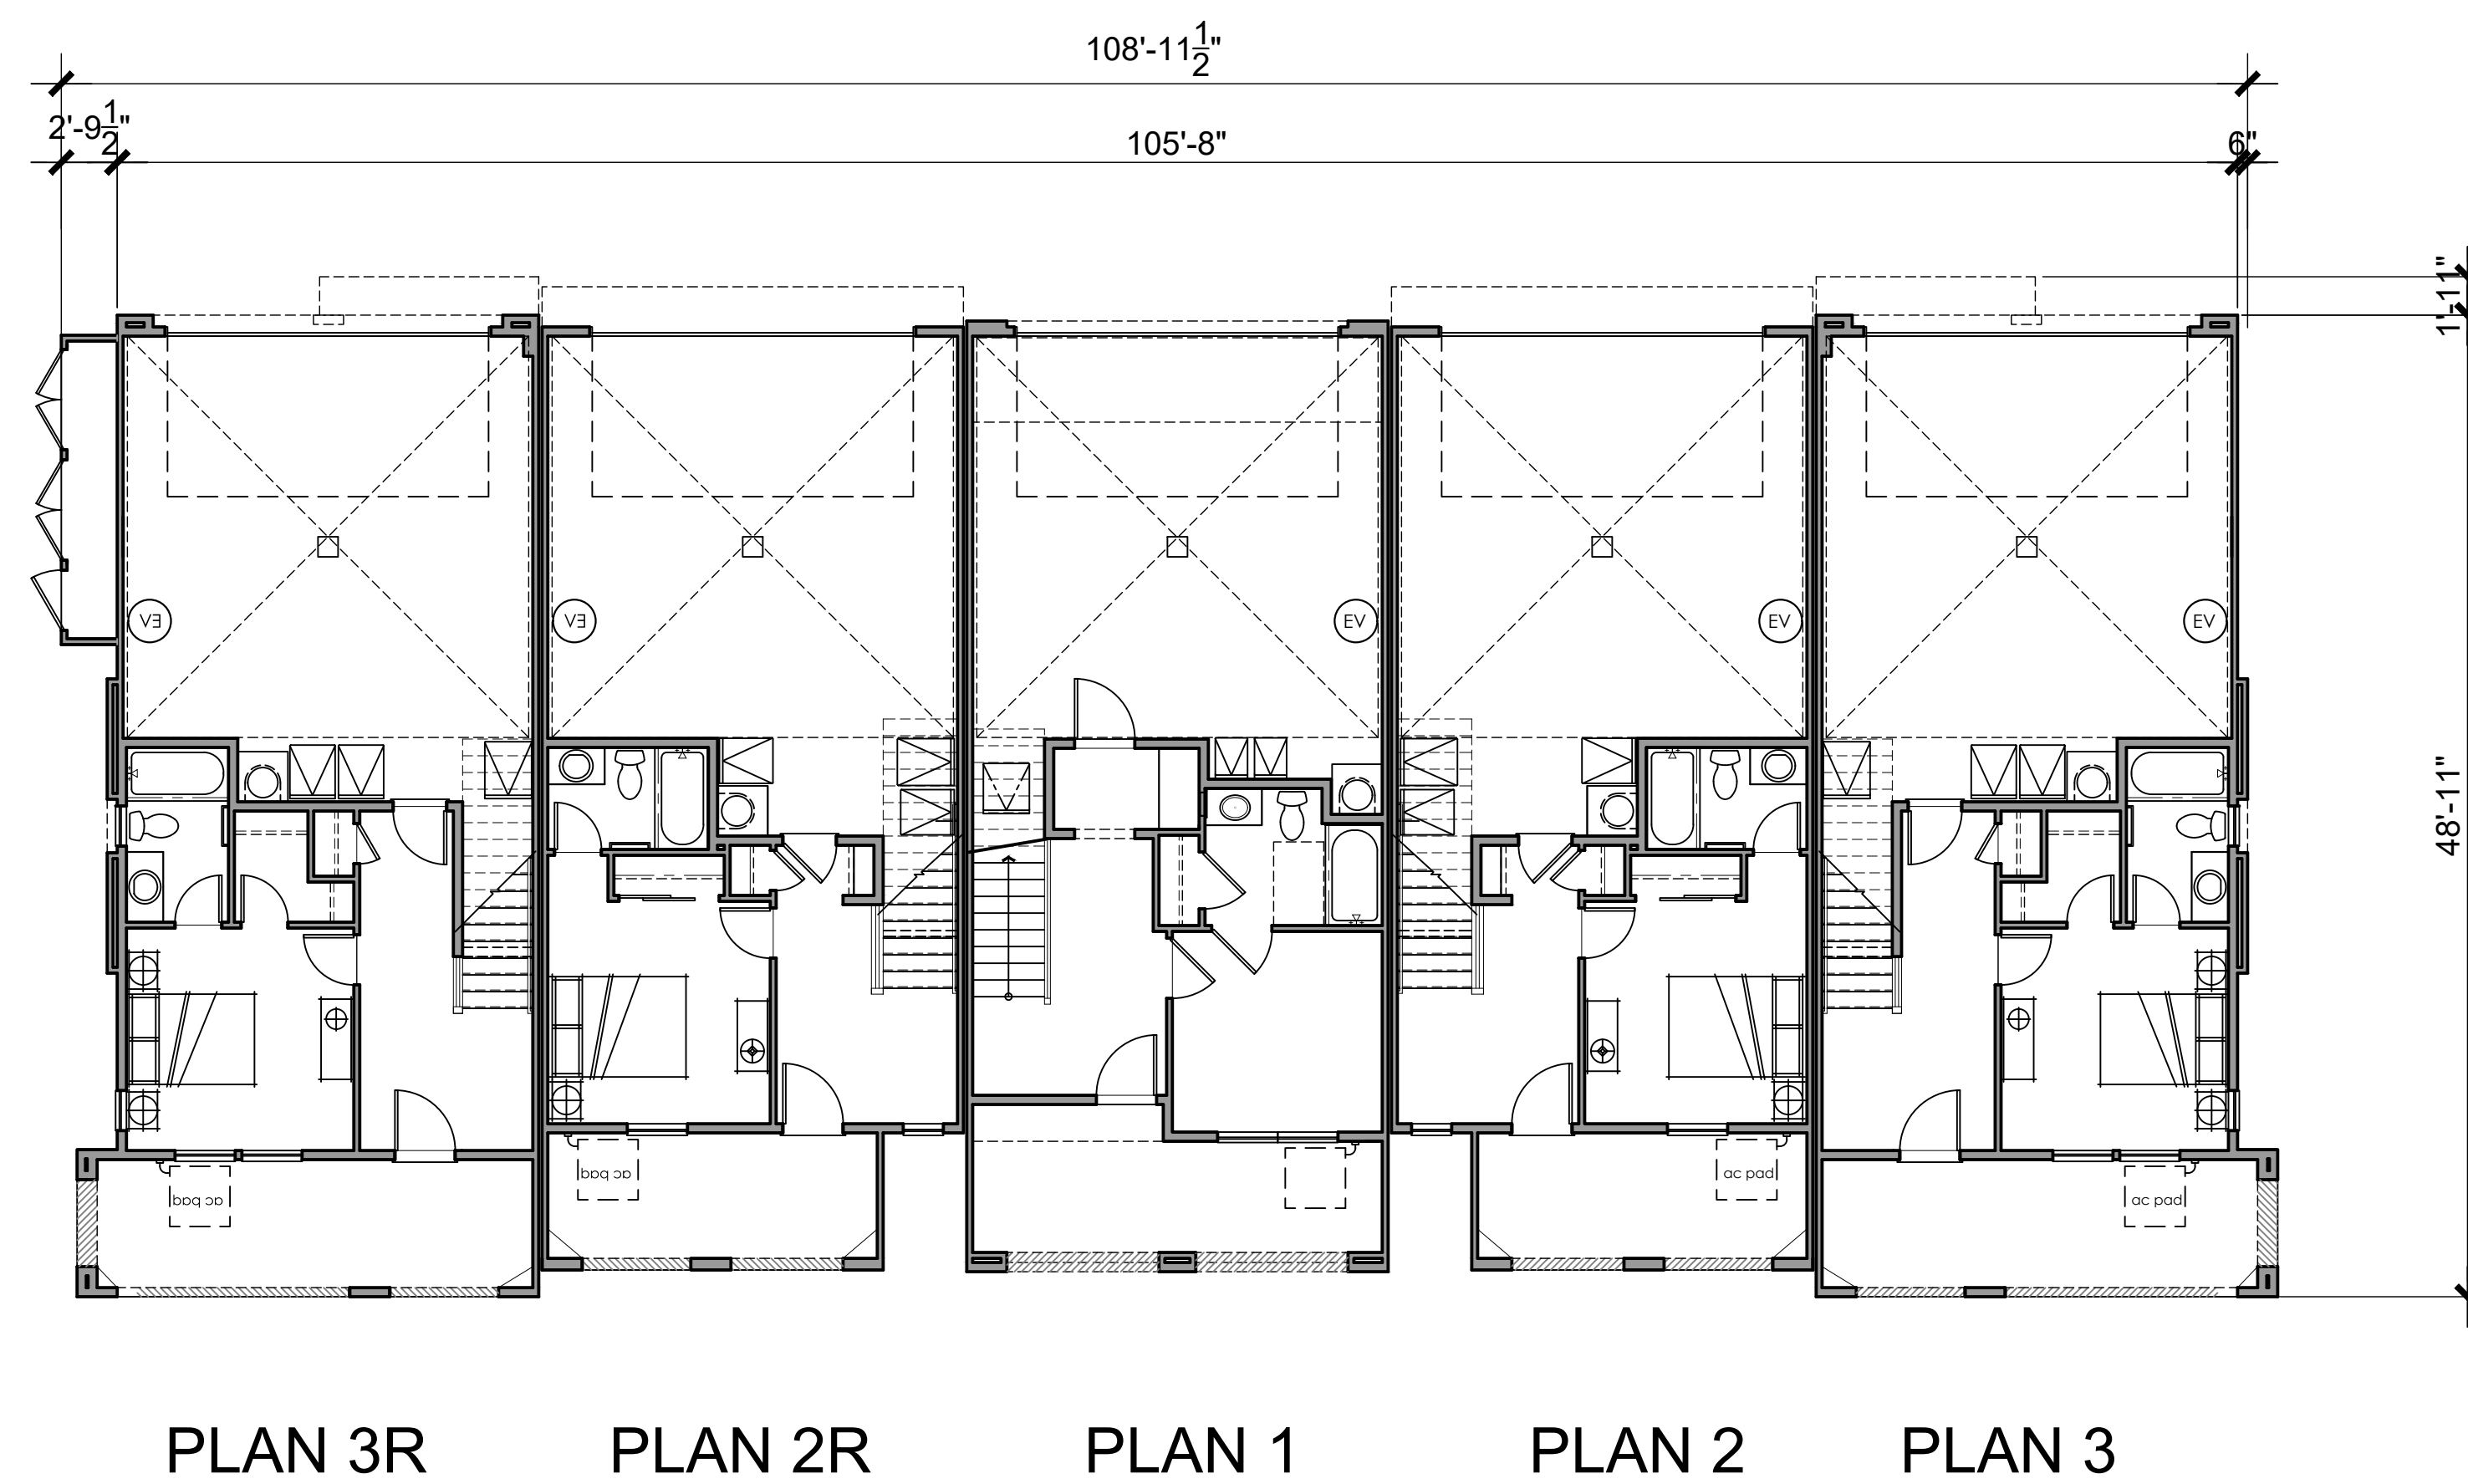 108'-11 1/2"
2'-9 1/2"
105'-8"
6"
1'-11"
EV
EV
EV
EV
EV
48'-11"
ac pad
ac pad
ac pad
ac pad
PLAN 3R
PLAN 2R
PLAN 1
PLAN 2
PLAN 3